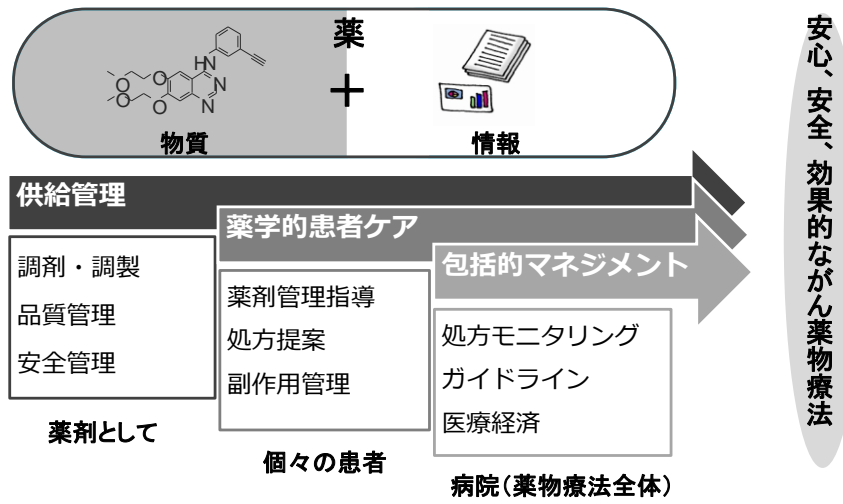 薬
HN
N
N
O
O
O
O
+
物質
情報
供給管理
調剤・調製
品質管理
安全管理
薬剤として
薬学的患者ケア
薬剤管理指導
処方提案
副作用管理
個々の患者
包括的マネジメント
処方モニタリング
ガイドライン
医療経済
病院(薬物療法全体)
安心、安全、効果的ながん薬物療法